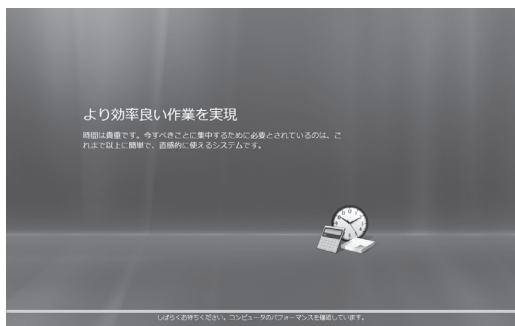 より効率良い作業を実現
時間は貴重です。今すべきことに集中するために必要とされているのは、こ
れまで以上に簡単で、直感的に使えるシステムです。
しばらくお待ちください。コンピュータのパフォーマンスを確認しています。